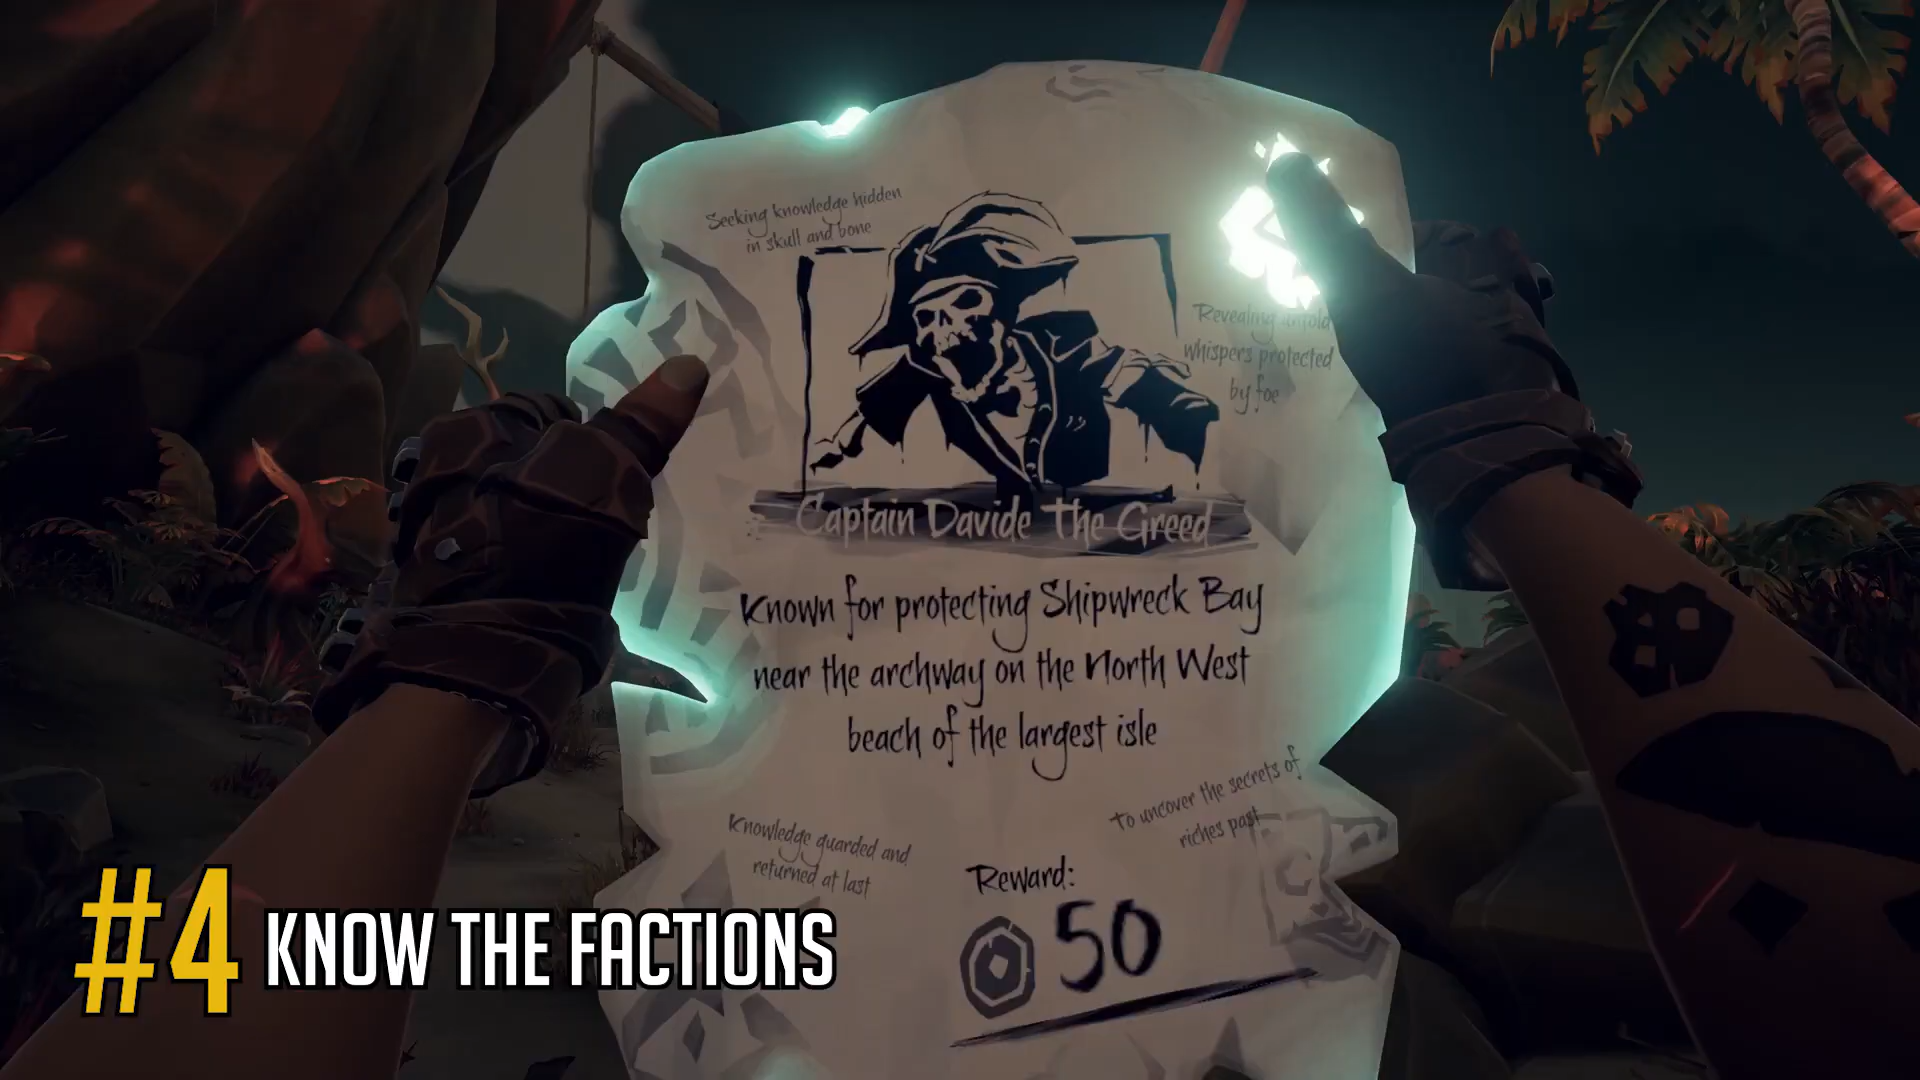 Seeking knowledge hidden
in skull and bone
Revealing untold
whispers protected
by foe
Captain Davide The Greed
Known for protecting Shipwreck Bay
near the archway on the North West
beach of the largest isle
to uncover the secrets of
riches past
Knowledge guarded and
returned at last
Reward:
50
#4 KNOW THE FACTIONS